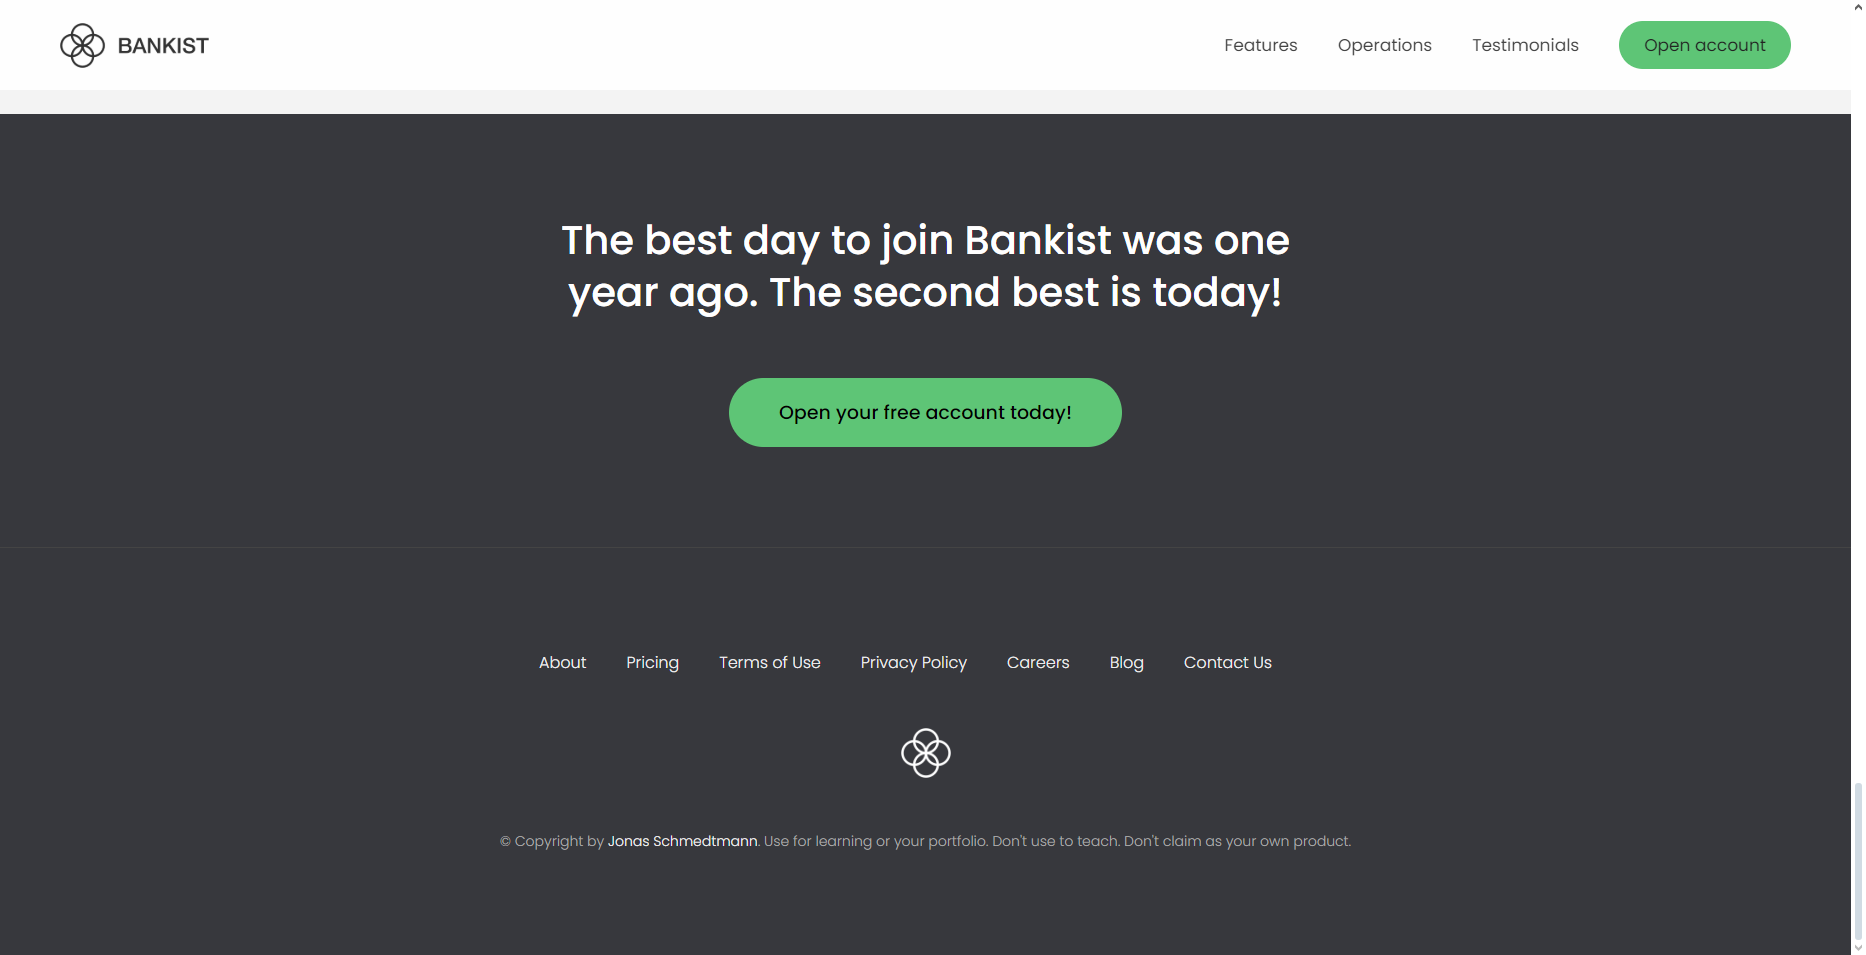 BANKIST
Features Operations Testimonials Open account
The best day to join Bankist was one
year ago. The second best is today!
Open your free account today!
About Pricing Terms of Use Privacy Policy Careers Blog Contact Us
© Copyright by Jonas Schmedtmann. Use for learning or your portfolio. Don't use to teach. Don't claim as your own product.